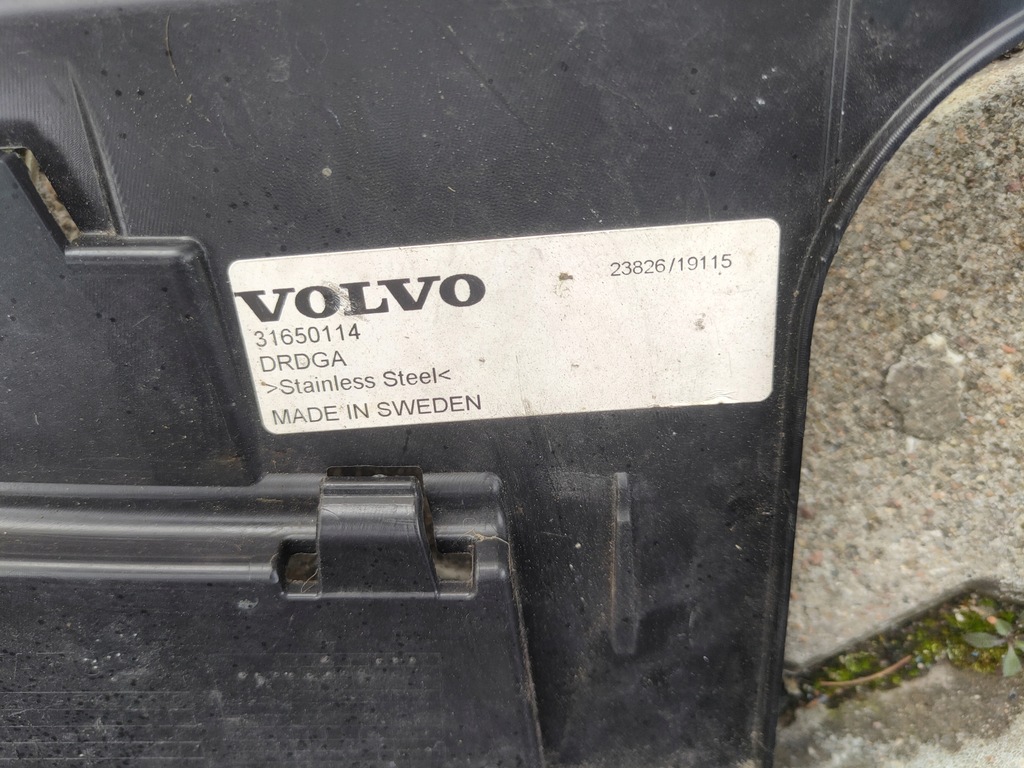 VOLVO
23826/19115
31650114
DRDGA
>Stainless Steel<
MADE IN SWEDEN